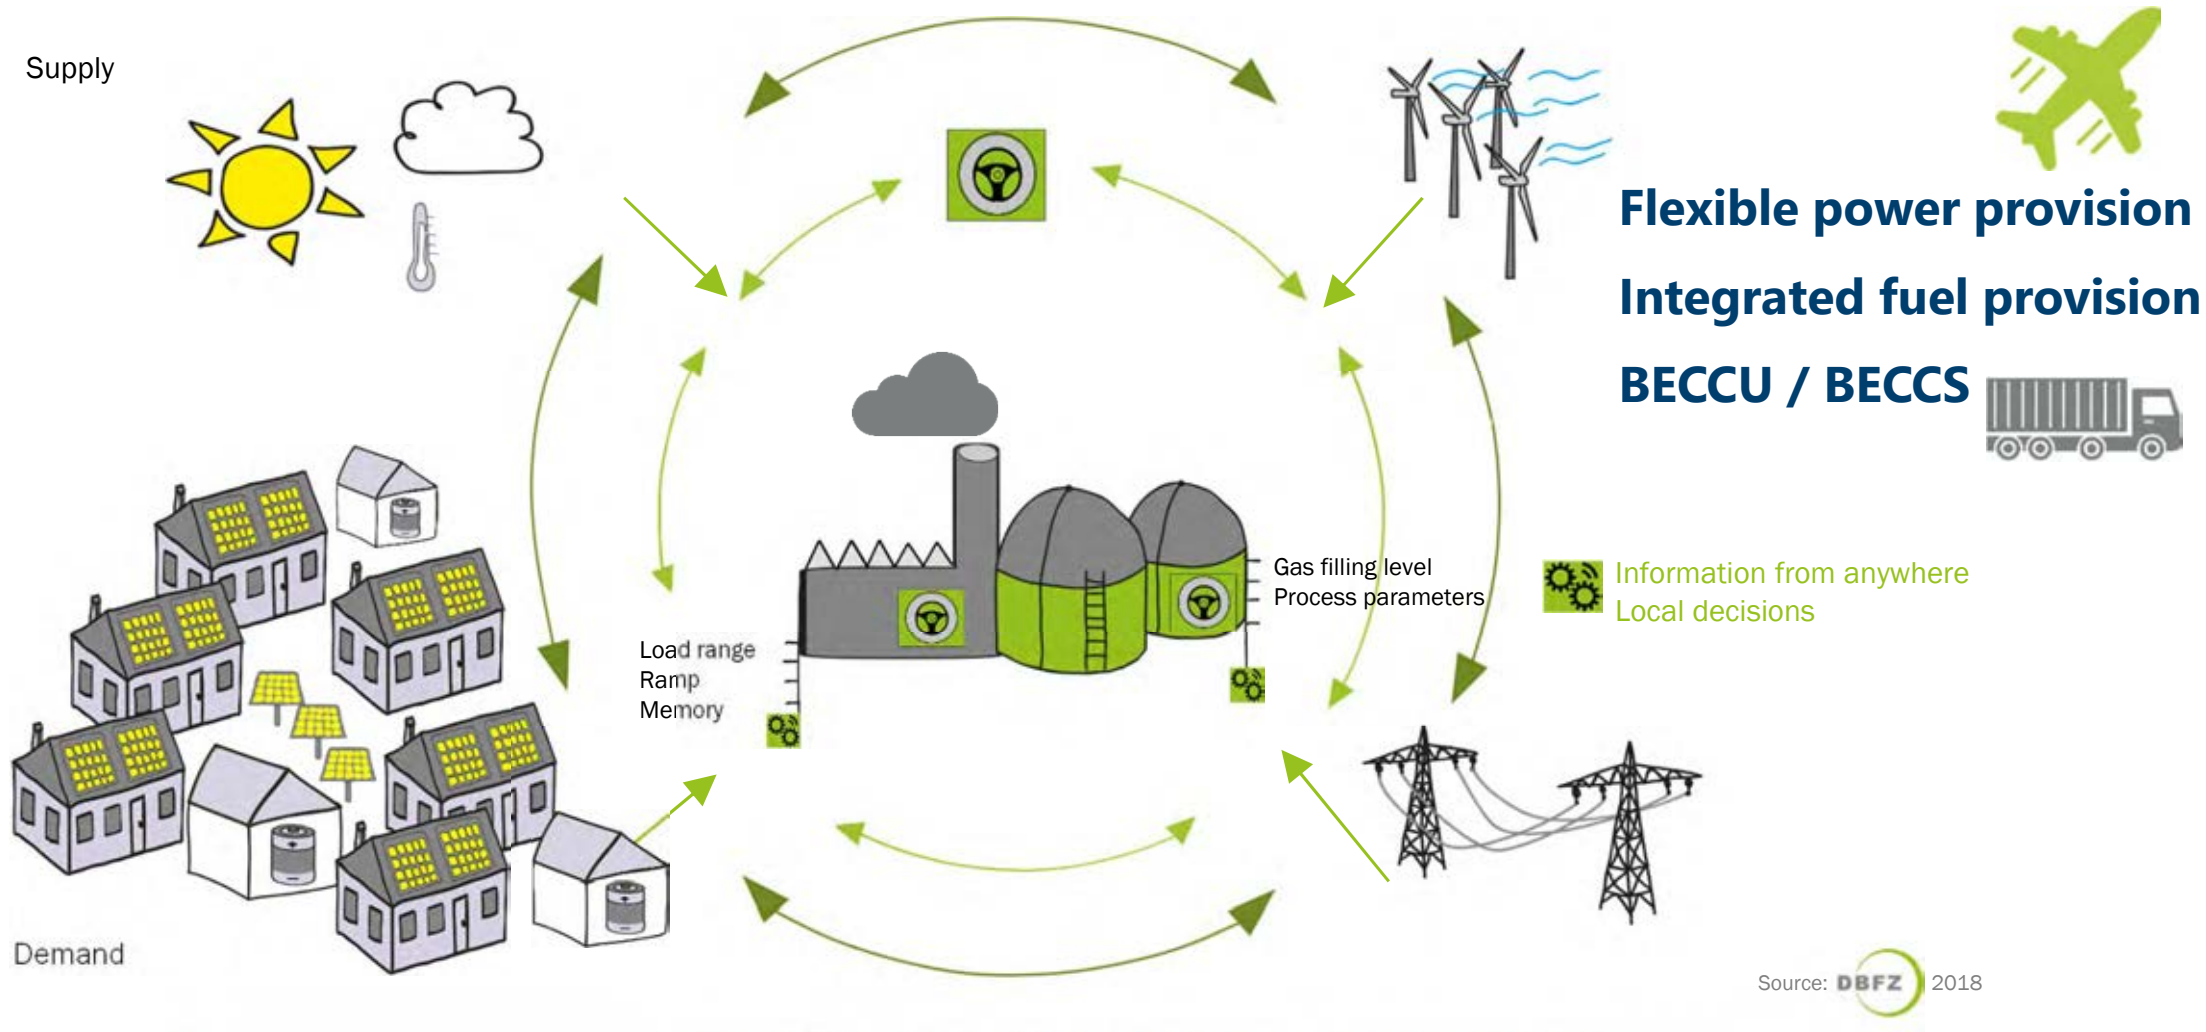 Supply
Flexible power provision
Integrated fuel provision
BECCU / BECCS
Gas filling level
Process parameters
Information from anywhere
Local decisions
Load range
Ramp
Memory
Demand
Source: DBFZ 2018